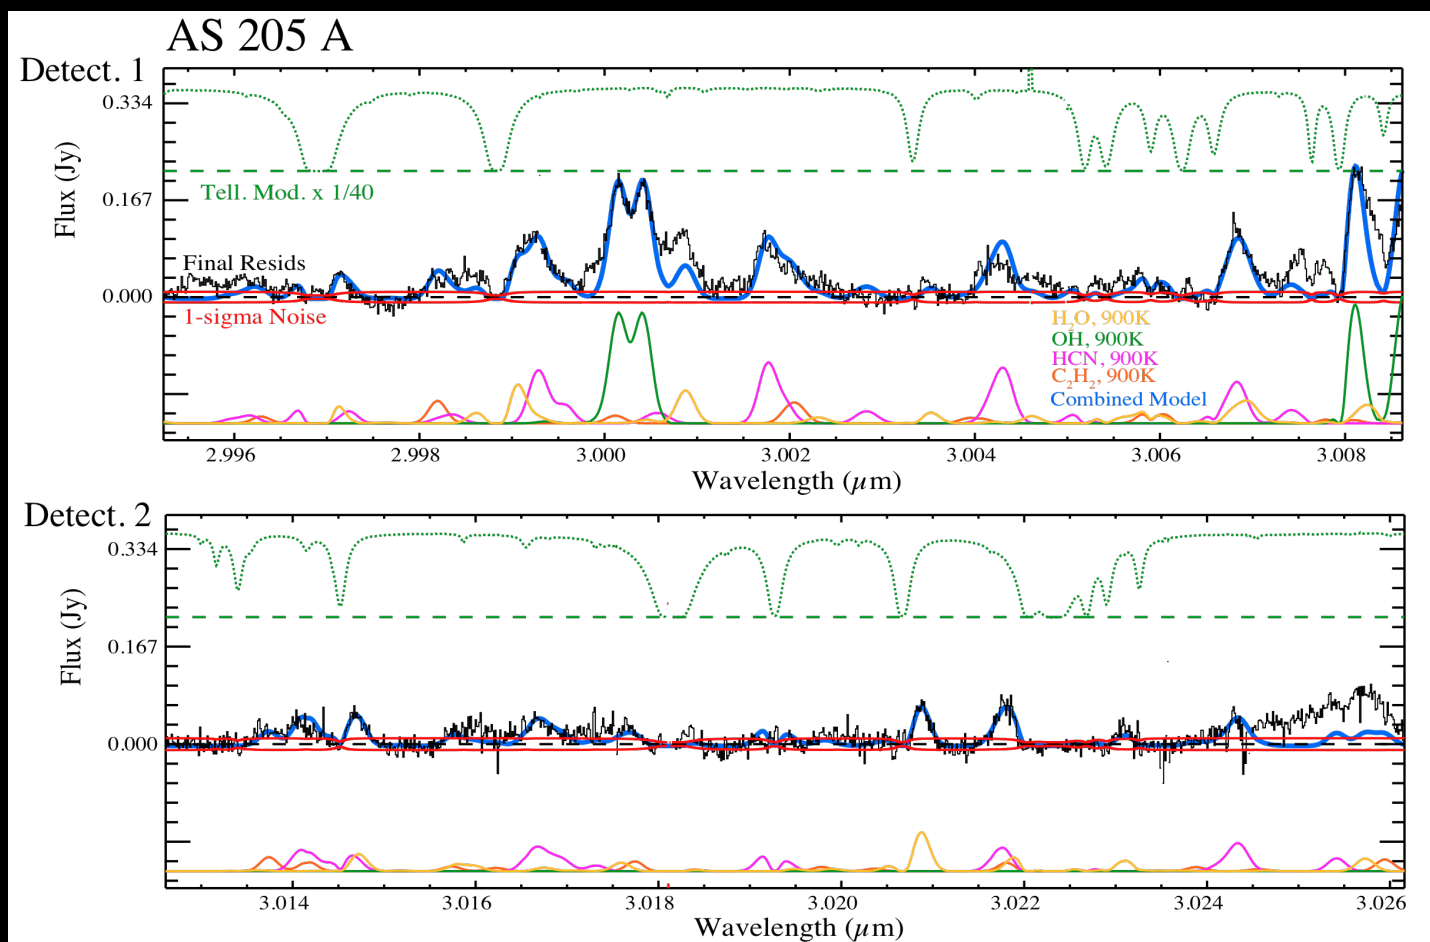 AS 205 A
Detect. 1
0.334
0.167
0.000
Flux (Jy)
Tell. Mod. x 1/40
Final Resids
1-sigma Noise
H₂O, 900K
OH, 900K
HCN, 900K
C₂H₂, 900K
Combined Model
2.996 2.998 3.000 3.002 3.004 3.006 3.008
Wavelength (μm)
Detect. 2
0.334
0.167
0.000
Flux (Jy)
3.014 3.016 3.018 3.020 3.022 3.024 3.026
Wavelength (μm)